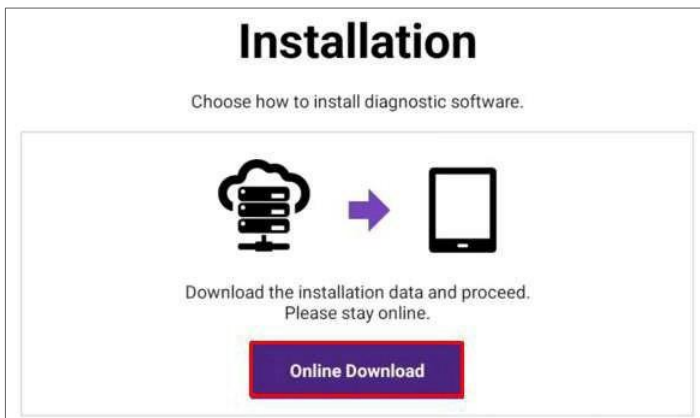 Installation
Choose how to install diagnostic software.
Download the installation data and proceed.
Please stay online.
Online Download